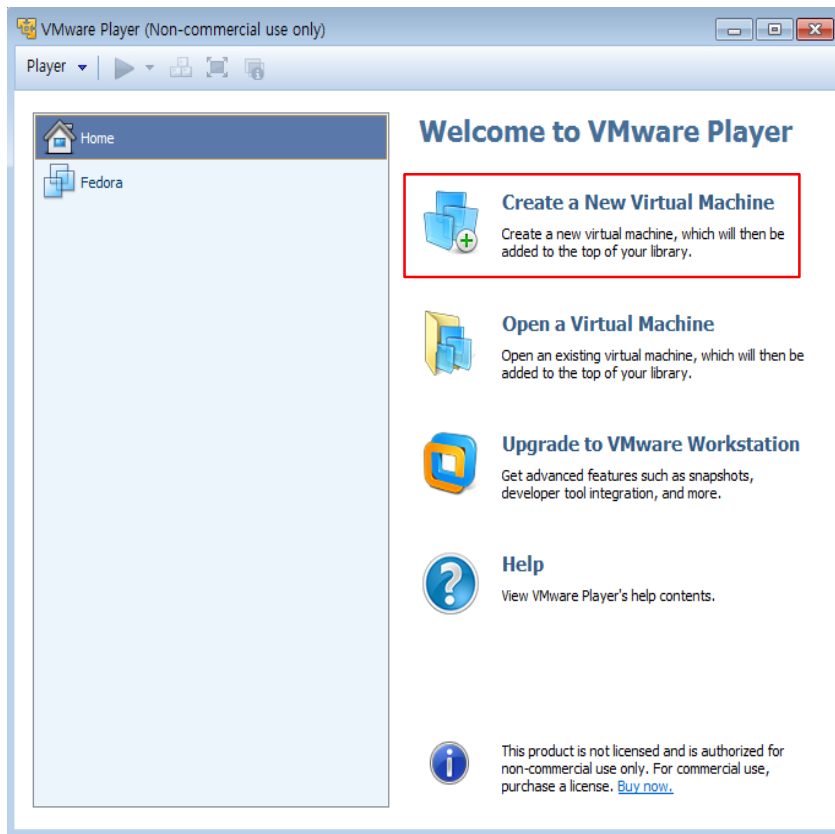 VMware Player (Non-commercial use only)
Player
Home
Fedora
Welcome to VMware Player
Create a New Virtual Machine
Create a new virtual machine, which will then be
added to the top of your library.
Open a Virtual Machine
Open an existing virtual machine, which will then be
added to the top of your library.
Upgrade to VMware Workstation
Get advanced features such as snapshots,
developer tool integration, and more.
Help
View VMware Player's help contents.
This product is not licensed and is authorized for
non-commercial use only. For commercial use,
purchase a license. Buy now.